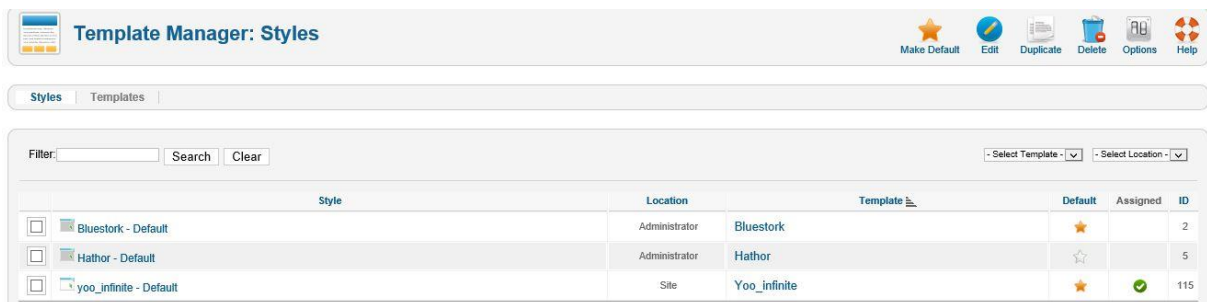 Template Manager: Styles
Make Default Edit Duplicate Delete Options Help
Styles Templates
Filter: Search Clear - Select Template - - Select Location -
Style Location Template Default Assigned ID
Bluestork - Default Administrator Bluestork 2
Hathor - Default Administrator Hathor 5
yoo_infinite - Default Site Yoo_infinite 115